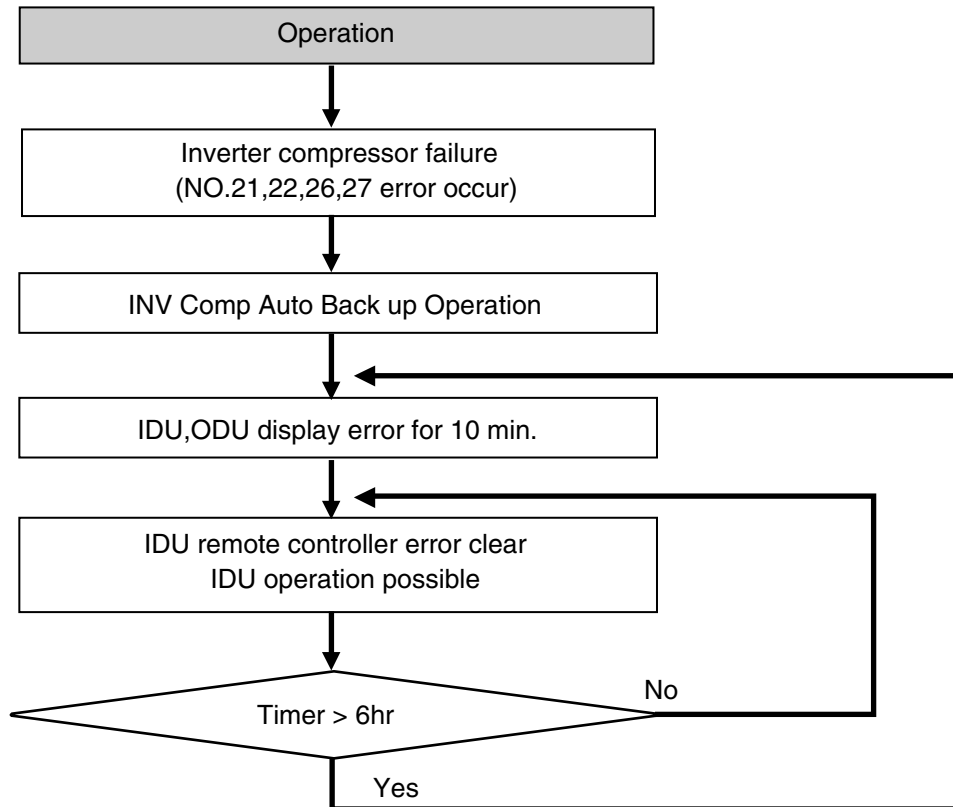 Operation
Inverter compressor failure
(NO.21,22,26,27 error occur)
INV Comp Auto Back up Operation
IDU,ODU display error for 10 min.
IDU remote controller error clear
IDU operation possible
Timer > 6hr
No
Yes